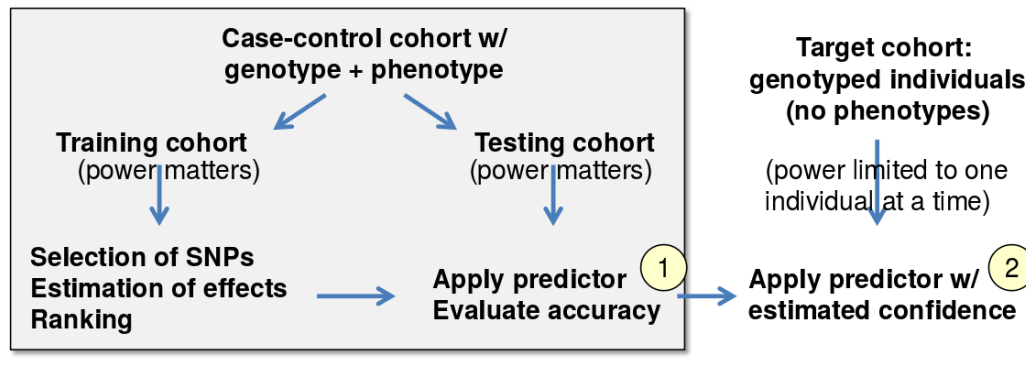 Case-control cohort w/
genotype + phenotype
Training cohort
(power matters)
Testing cohort
(power matters)
Selection of SNPs
Estimation of effects
Ranking
1
Apply predictor
Evaluate accuracy
Target cohort:
genotyped individuals
(no phenotypes)
(power limited to one
individual at a time)
2
Apply predictor w/
estimated confidence